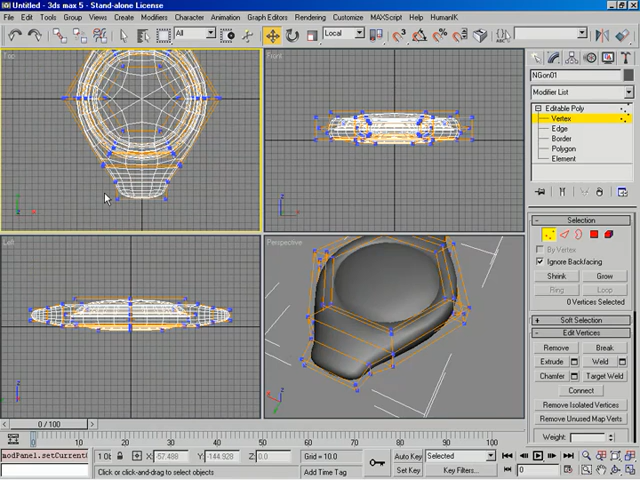 Untitled - 3ds max 5 - Stand-alone License
File Edit Tools Group Views Create Modifiers Character Animation Graph Editors Rendering Customize MAXScript HumanIK
All Local
Top Front
NGon01
Modifier List
Editable Poly
Vertex
Edge
Border
Polygon
Element
Selection
By Vertex
Ignore Backfacing
Shrink Grow
Ring Loop
0 Vertices Selected
Soft Selection
Edit Vertices
Remove Break
Extrude Weld
Chamfer Target Weld
Connect
Remove Isolated Vertices
Remove Unused Map Verts
Weight:
Left Perspective
0 / 100
0 10 20 30 40 50 60 70 80 90 100
modPanel.setCurrent( X: -57.488 Y: -144.928 Z: 0.0 Grid = 10.0 Auto Key Selected
Click or click-and-drag to select objects Add Time Tag Set Key Key Filters... 0